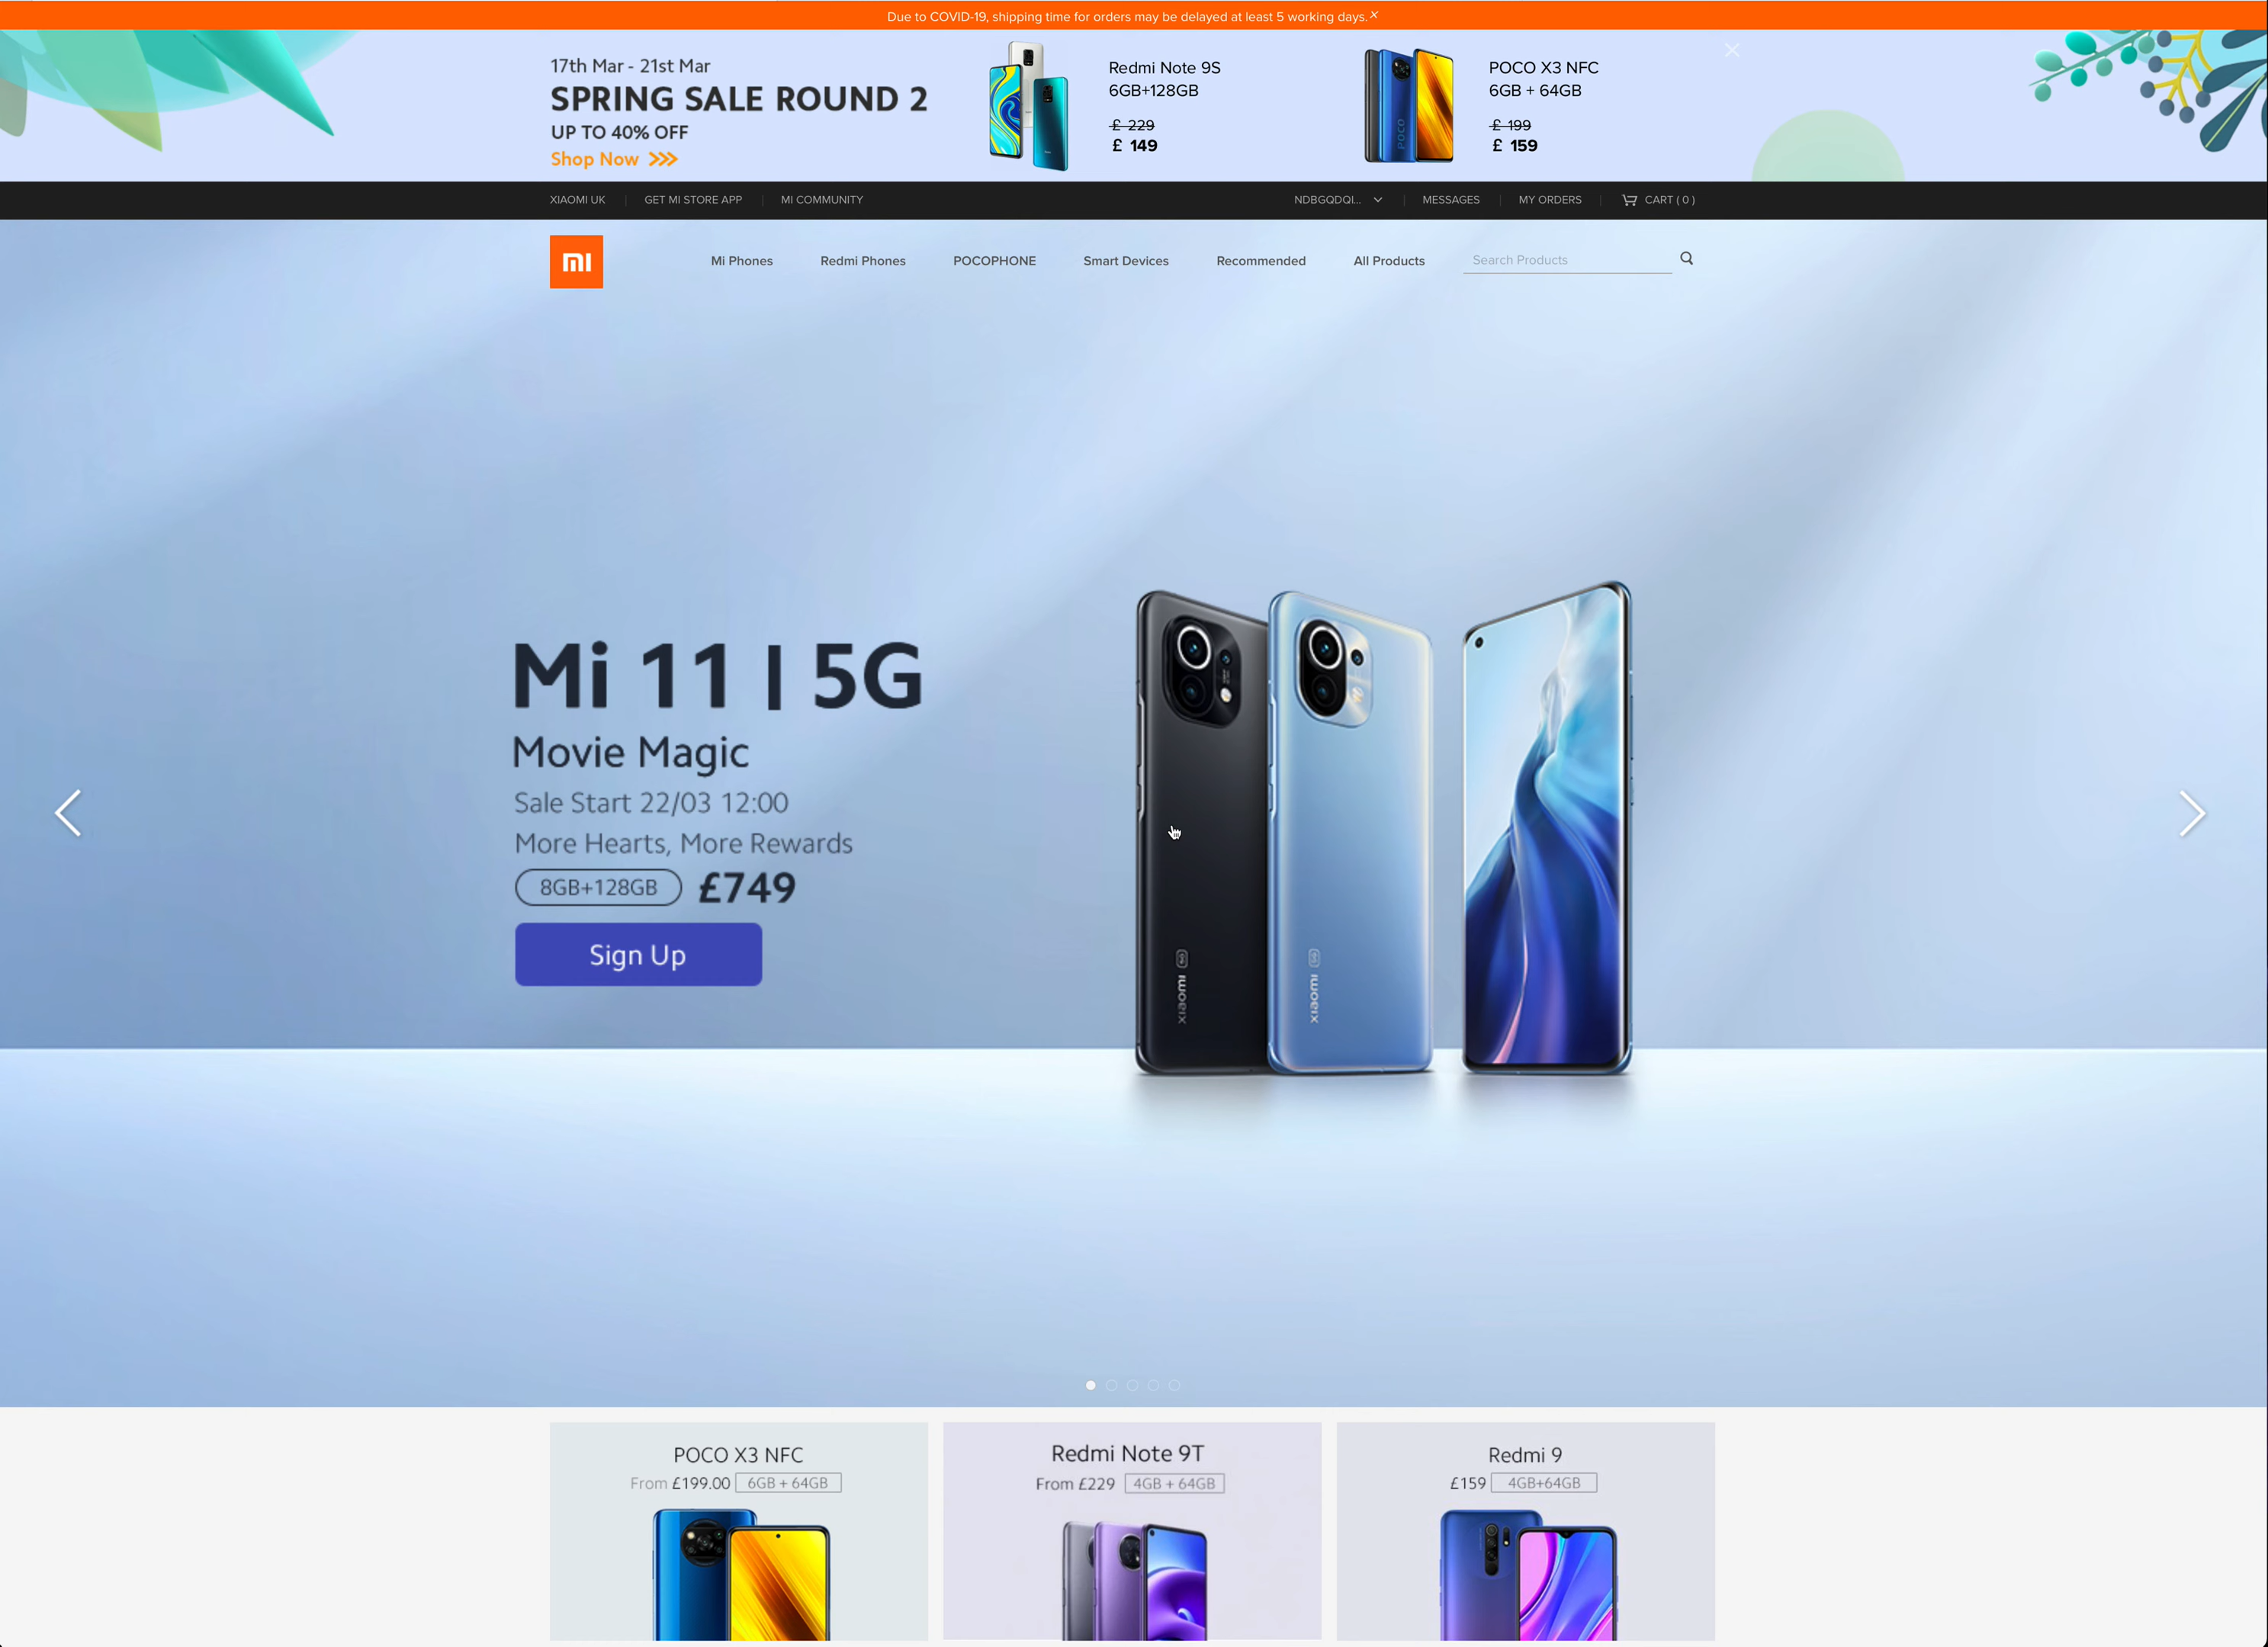 Due to COVID-19, shipping time for orders may be delayed at least 5 working days.
17th Mar - 21st Mar
SPRING SALE ROUND 2
UP TO 40% OFF
Shop Now >>>
Redmi Note 9S
6GB+128GB
£ 229
£ 149
POCO
POCO X3 NFC
6GB + 64GB
£ 199
£ 159
XIAOMI UK
GET MI STORE APP
MI COMMUNITY
NDBGQDQI...
MESSAGES
MY ORDERS
CART ( 0 )
mi
Mi Phones
Redmi Phones
POCOPHONE
Smart Devices
Recommended
All Products
Search Products
Mi 11 | 5G
Movie Magic
Sale Start 22/03 12:00
More Hearts, More Rewards
8GB+128GB £749
Sign Up
xiaomi 5G
xiaomi 5G
POCO X3 NFC
From £199.00 6GB + 64GB
Redmi Note 9T
From £229 4GB + 64GB
Redmi 9
£159 4GB+64GB